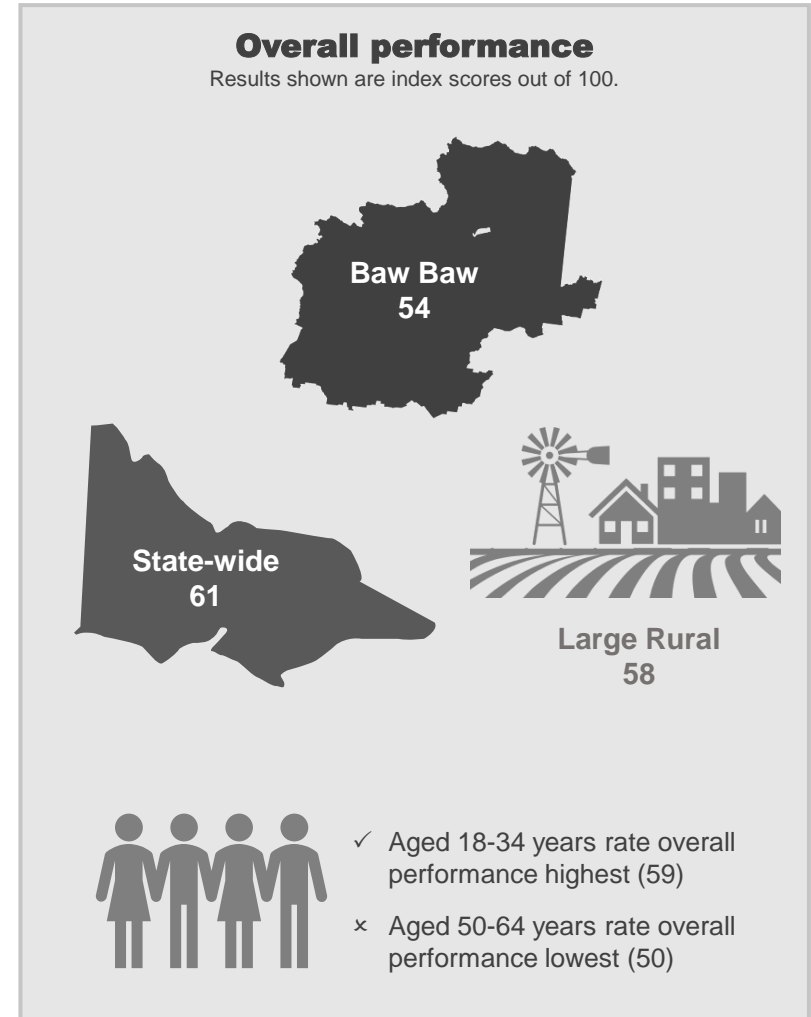 Overall performance
Results shown are index scores out of 100.
Baw Baw
54
State-wide
61
Large Rural
58
✓ Aged 18-34 years rate overall
performance highest (59)
× Aged 50-64 years rate overall
performance lowest (50)